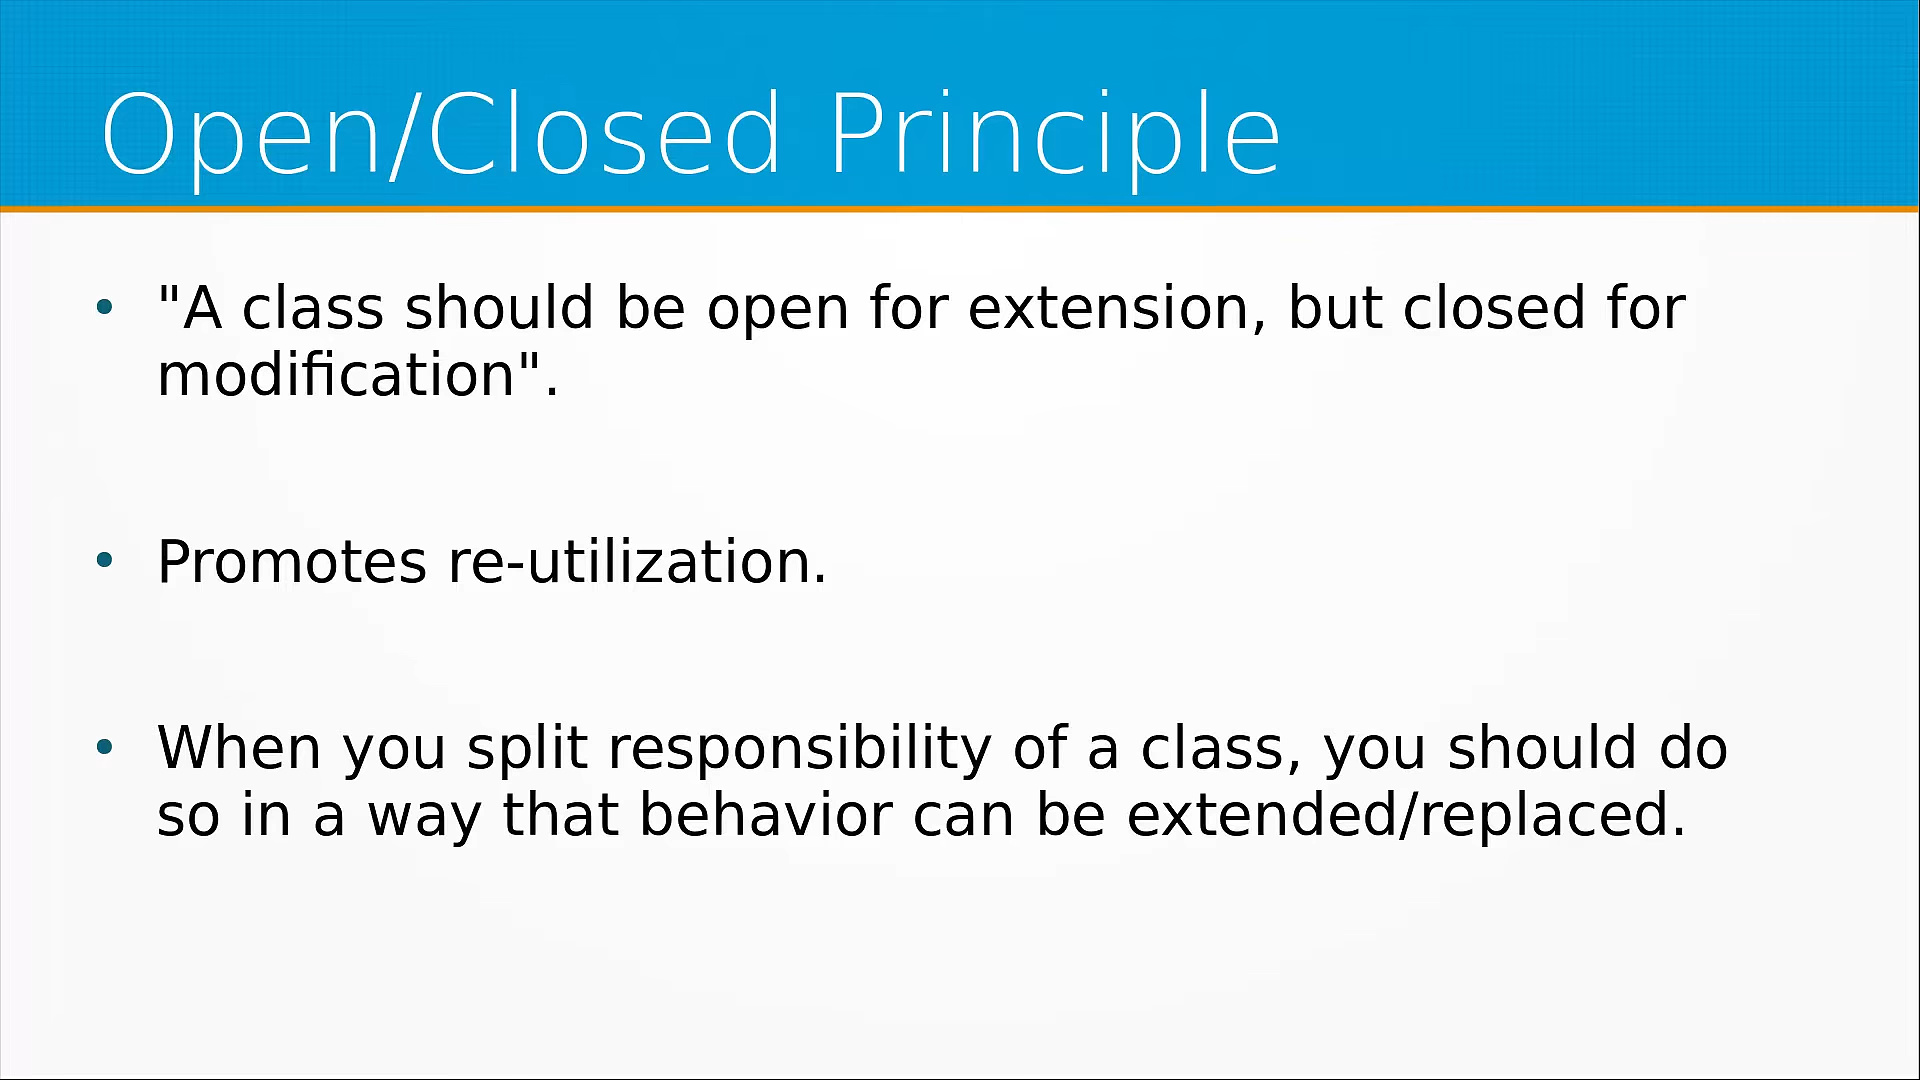 Open/Closed Principle
• "A class should be open for extension, but closed for
modification".
• Promotes re-utilization.
• When you split responsibility of a class, you should do
so in a way that behavior can be extended/replaced.